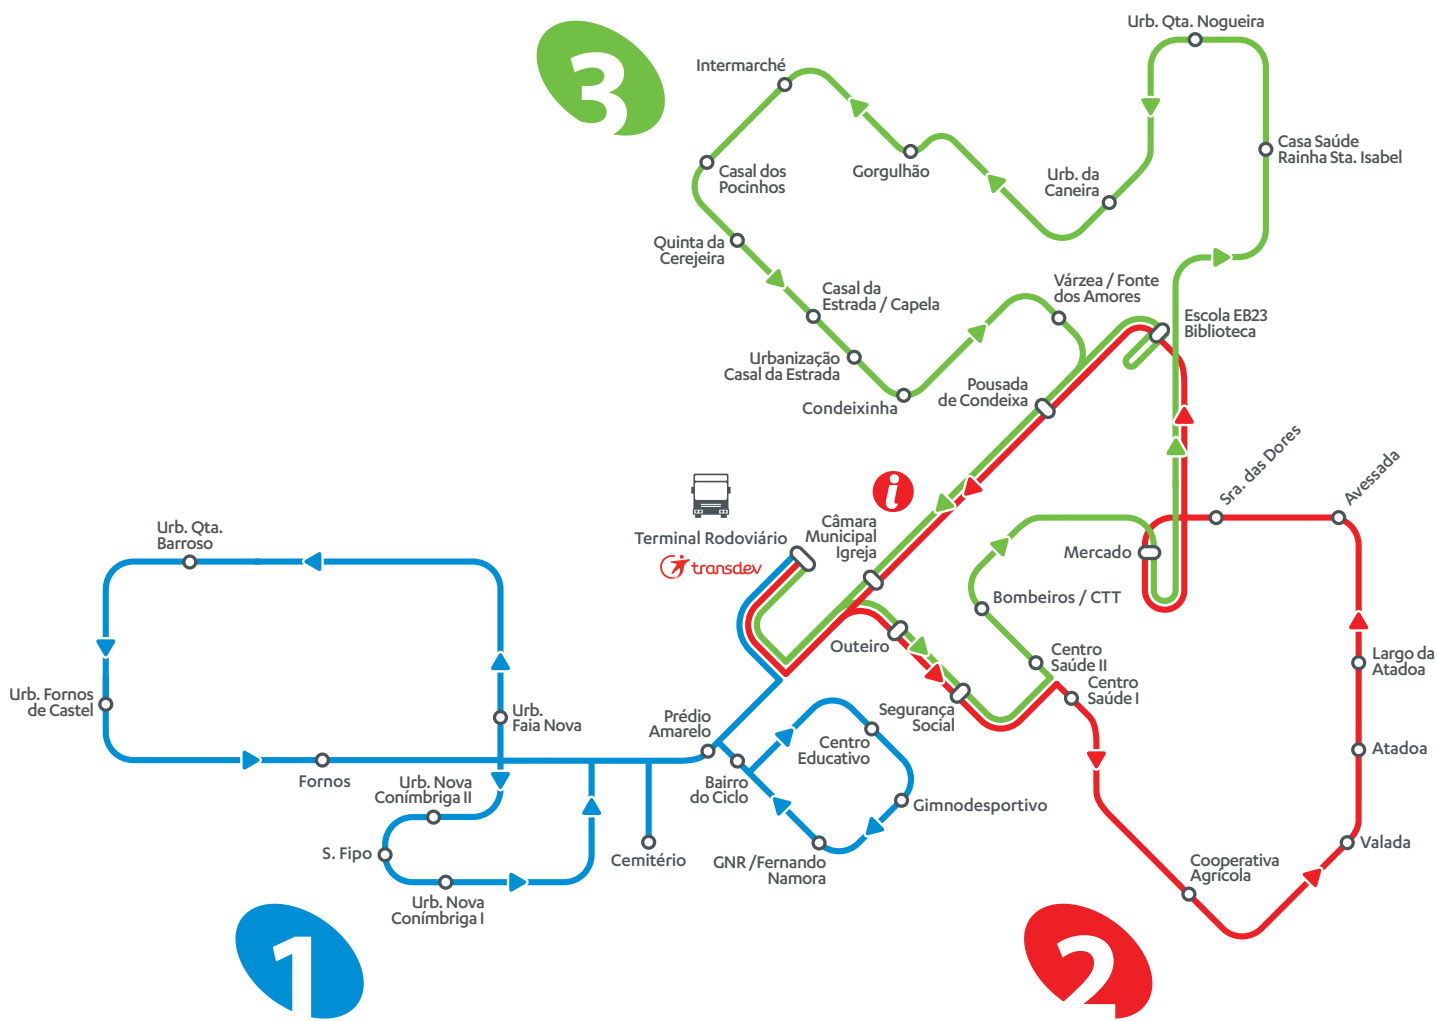 3
Urb. Qta. Nogueira
Intermarché
Casa Saúde
Rainha Sta. Isabel
Gorgulhão
Casal dos
Pocinhos
Urb. da
Caneira
Quinta da
Cerejeira
Casal da
Estrada / Capela
Várzea / Fonte
dos Amores
Escola EB23
Biblioteca
Urbanização
Casal da Estrada
Condeixinha
Pousada
de Condeixa
Sra. das Dores
Avessada
i
Câmara
Municipal
Igreja
Terminal Rodoviário
transdev
Mercado
Urb. Qta.
Barroso
Bombeiros / CTT
Outeiro
Centro
Saúde II
Centro
Saúde I
Largo da
Atadoa
Segurança
Social
Urb. Fornos
de Castel
Urb.
Faia Nova
Prédio
Amarelo
Centro
Educativo
Atadoa
Fornos
Urb. Nova
Conímbriga II
Bairro
do Ciclo
Gimnodesportivo
S. Fipo
Cemitério
GNR /Fernando
Namora
Valada
Cooperativa
Agrícola
Urb. Nova
Conímbriga I
1
2